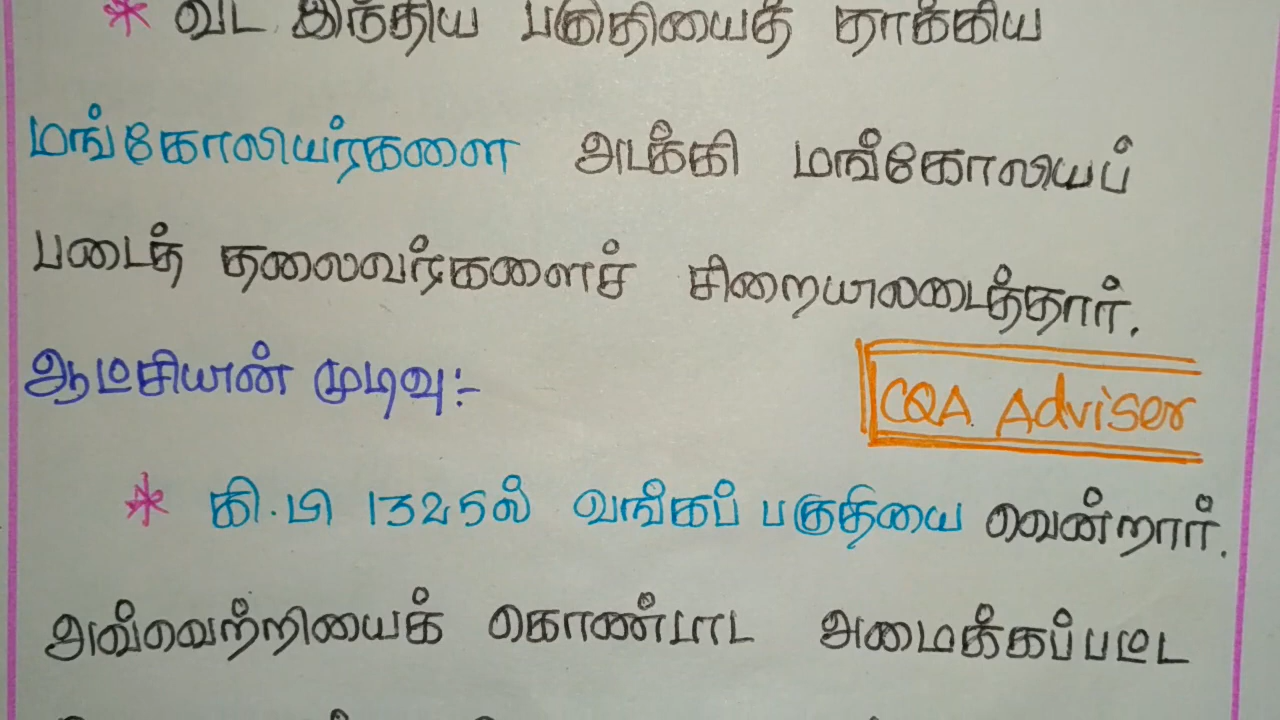 * வட இந்திய பகுதியைத் தாக்கிய
மங்கோலியர்களை அடக்கி மங்கோலியப்
படைத் தலைவர்களைச் சிறையிலடைத்தார்.
ஆட்சியின் முடிவு:-
CQA Adviser
* கி.பி 1325ல் வங்கப் பகுதியை வென்றார்.
அவ்வெற்றியைக் கொண்டாட அமைக்கப்பட்ட